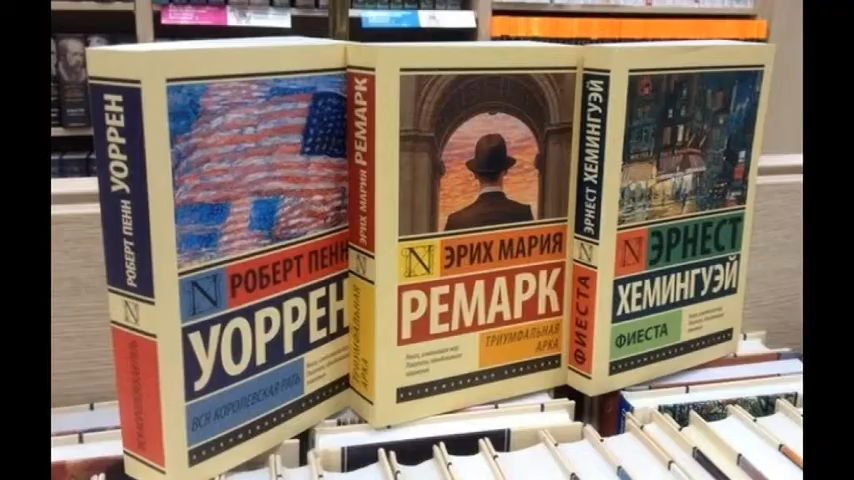 РОБЕРТ ПЕНН УОРРЕН
N
N
РОБЕРТ ПЕНН
УОРРЕН
ВСЯ КОРОЛЕВСКАЯ РАТЬ
ЭРИХ МАРИЯ РЕМАРК
N
ТРИУМФАЛЬНАЯ
АРКА
N
ЭРИХ МАРИЯ
РЕМАРК
ТРИУМФАЛЬНАЯ
АРКА
ЭРНЕСТ ХЕМИНГУЭЙ
N
ФИЕСТА
N
ЭРНЕСТ
ХЕМИНГУЭЙ
ФИЕСТА